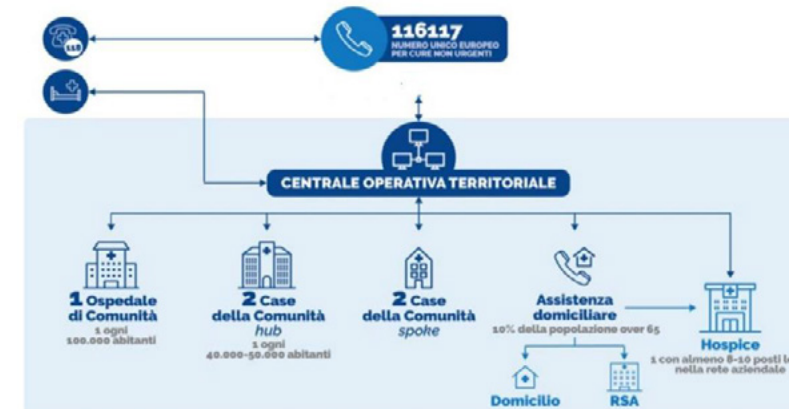 118
116117
NUMERO UNICO EUROPEO
PER CURE NON URGENTI
CENTRALE OPERATIVA TERRITORIALE
1 Ospedale
di Comunità
1 ogni
100.000 abitanti
2 Case
della Comunità
hub
1 ogni
40.000-50.000 abitanti
2 Case
della Comunità
spoke
Assistenza
domiciliare
10% della popolazione over 65
Domicilio
RSA
Hospice
1 con almeno 8-10 posti le
nella rete aziendale